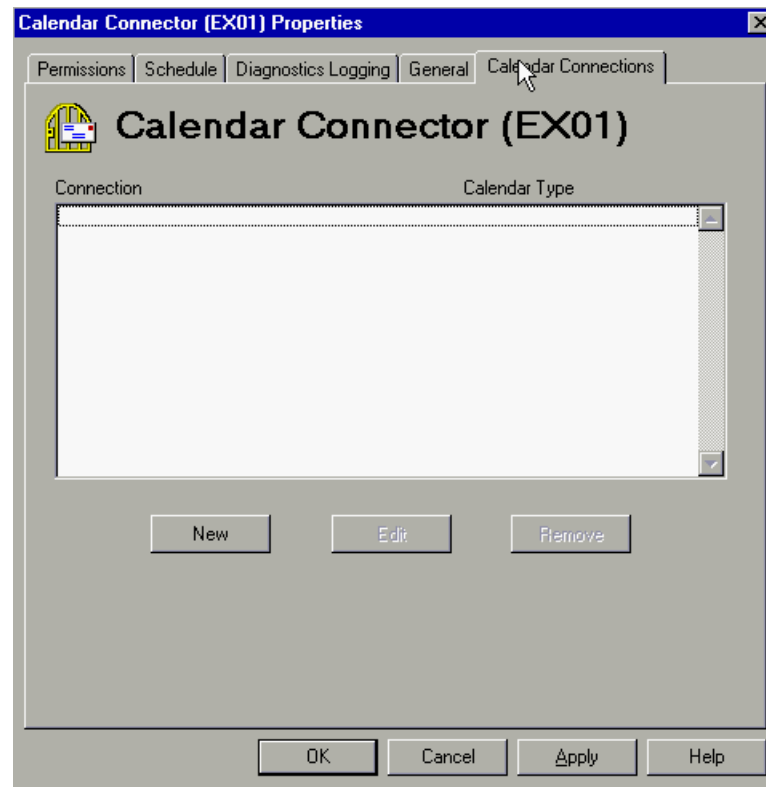 Calendar Connector (EX01) Properties
Permissions Schedule Diagnostics Logging General Calendar Connections
Calendar Connector (EX01)
Connection Calendar Type
New Edit Remove
OK Cancel Apply Help